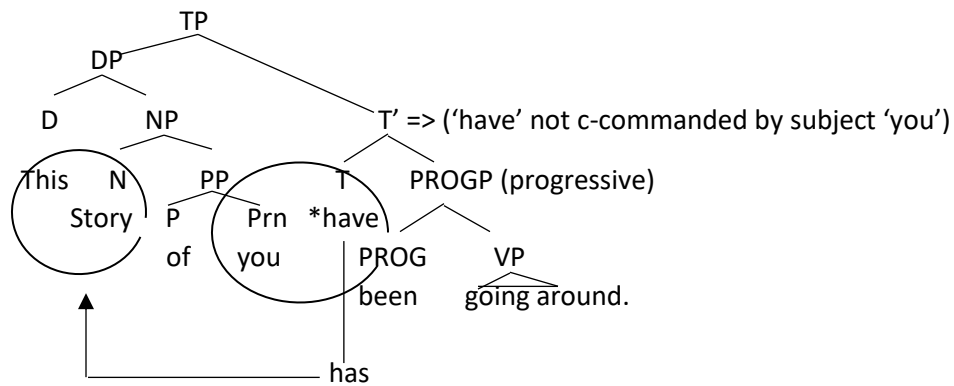 TP
DP
D NP T’ => (‘have’ not c-commanded by subject ‘you’)
This N PP T PROGP (progressive)
Story P Prn *have
of you PROG VP
been going around.
has